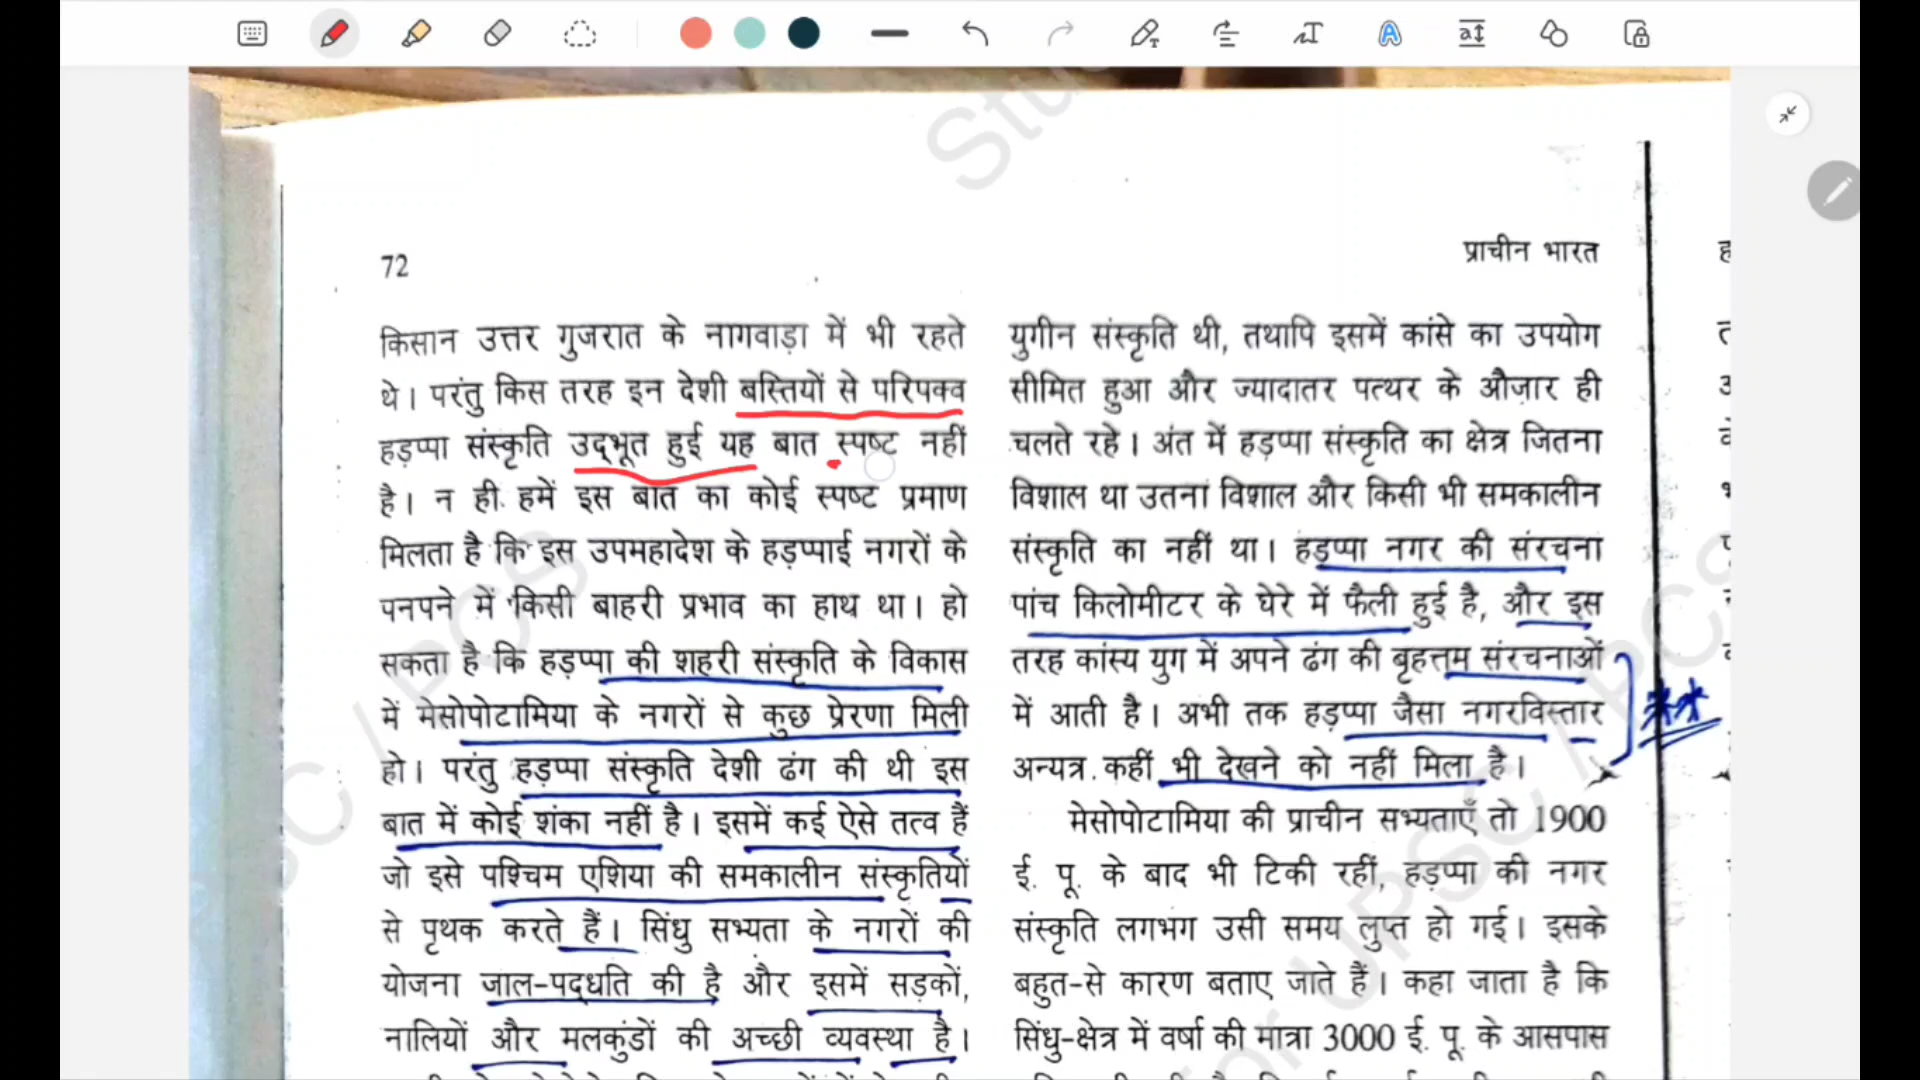 72
प्राचीन भारत
किसान उत्तर गुजरात के नागवाड़ा में भी रहते
थे। परंतु किस तरह इन देशी बस्तियों से परिपक्व
हड़प्पा संस्कृति उद्भूत हुई यह बात स्पष्ट नहीं
है। न ही हमें इस बात का कोई स्पष्ट प्रमाण
मिलता है कि इस उपमहादेश के हड़प्पाई नगरों के
पनपने में किसी बाहरी प्रभाव का हाथ था। हो
सकता है कि हड़प्पा की शहरी संस्कृति के विकास
में मेसोपोटामिया के नगरों से कुछ प्रेरणा मिली
हो। परंतु हड़प्पा संस्कृति देशी ढंग की थी इस
बात में कोई शंका नहीं है। इसमें कई ऐसे तत्व हैं
जो इसे पश्चिम एशिया की समकालीन संस्कृतियों
से पृथक करते हैं। सिंधु सभ्यता के नगरों की
योजना जाल-पद्धति की है और इसमें सड़कों,
नालियों और मलकुंडों की अच्छी व्यवस्था है।
युगीन संस्कृति थी, तथापि इसमें कांसे का उपयोग
सीमित हुआ और ज्यादातर पत्थर के औज़ार ही
चलते रहे। अंत में हड़प्पा संस्कृति का क्षेत्र जितना
विशाल था उतना विशाल और किसी भी समकालीन
संस्कृति का नहीं था। हड़प्पा नगर की संरचना
पांच किलोमीटर के घेरे में फैली हुई है, और इस
तरह कांस्य युग में अपने ढंग की बृहत्तम संरचनाओं
में आती है। अभी तक हड़प्पा जैसा नगरविस्तार
अन्यत्र कहीं भी देखने को नहीं मिला है।
मेसोपोटामिया की प्राचीन सभ्यताएँ तो 1900
ई. पू. के बाद भी टिकी रहीं, हड़प्पा की नगर
संस्कृति लगभग उसी समय लुप्त हो गई। इसके
बहुत-से कारण बताए जाते हैं। कहा जाता है कि
सिंधु-क्षेत्र में वर्षा की मात्रा 3000 ई. पू. के आसपास